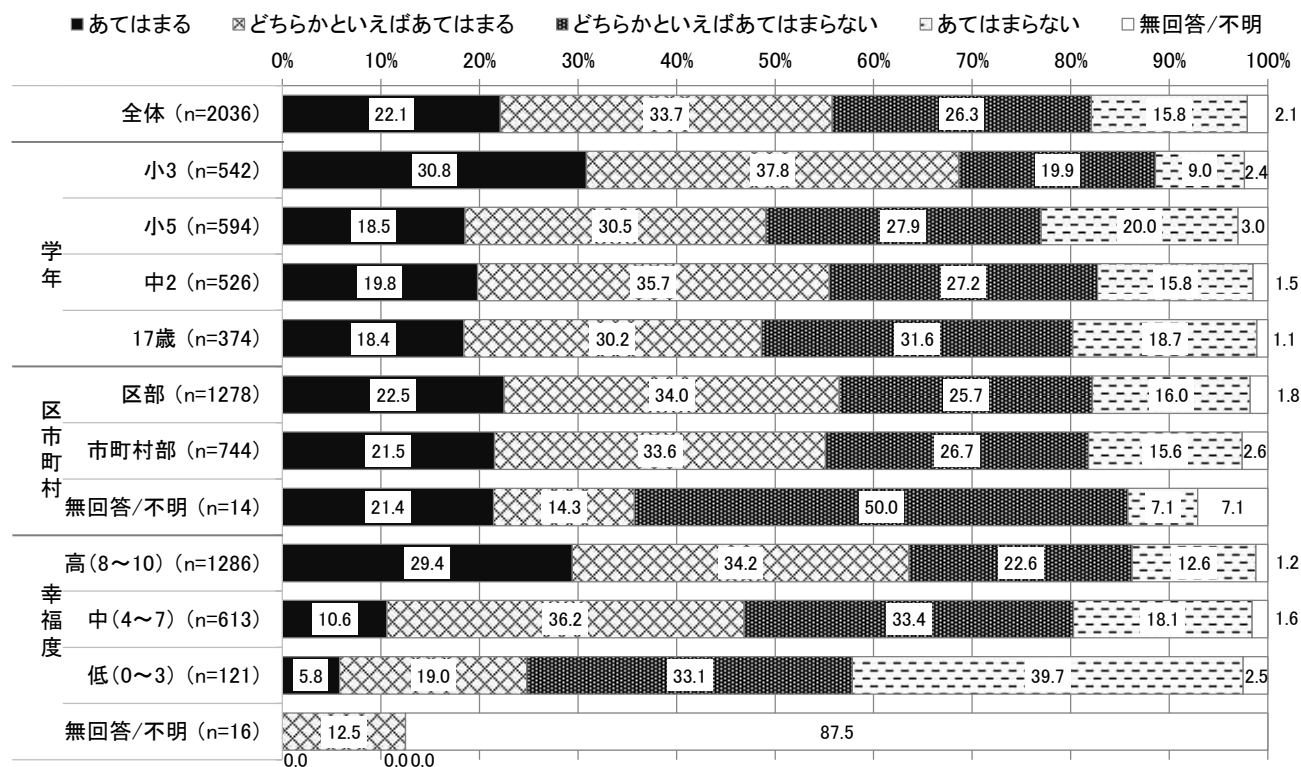 ■あてはまる ▨どちらかといえばあてはまる ■どちらかといえばあてはまらない □あてはまらない □無回答/不明
0% 10% 20% 30% 40% 50% 60% 70% 80% 90% 100%
全体 (n=2036) 22.1 33.7 26.3 15.8 2.1
学年
小3 (n=542) 30.8 37.8 19.9 9.0 2.4
小5 (n=594) 18.5 30.5 27.9 20.0 3.0
中2 (n=526) 19.8 35.7 27.2 15.8 1.5
17歳 (n=374) 18.4 30.2 31.6 18.7 1.1
区市町村
区部 (n=1278) 22.5 34.0 25.7 16.0 1.8
市町村部 (n=744) 21.5 33.6 26.7 15.6 2.6
無回答/不明 (n=14) 21.4 14.3 50.0 7.1 7.1
幸福度
高(8~10) (n=1286) 29.4 34.2 22.6 12.6 1.2
中(4~7) (n=613) 10.6 36.2 33.4 18.1 1.6
低(0~3) (n=121) 5.8 19.0 33.1 39.7 2.5
無回答/不明 (n=16) 12.5 87.5
0.0 0.0 0.0